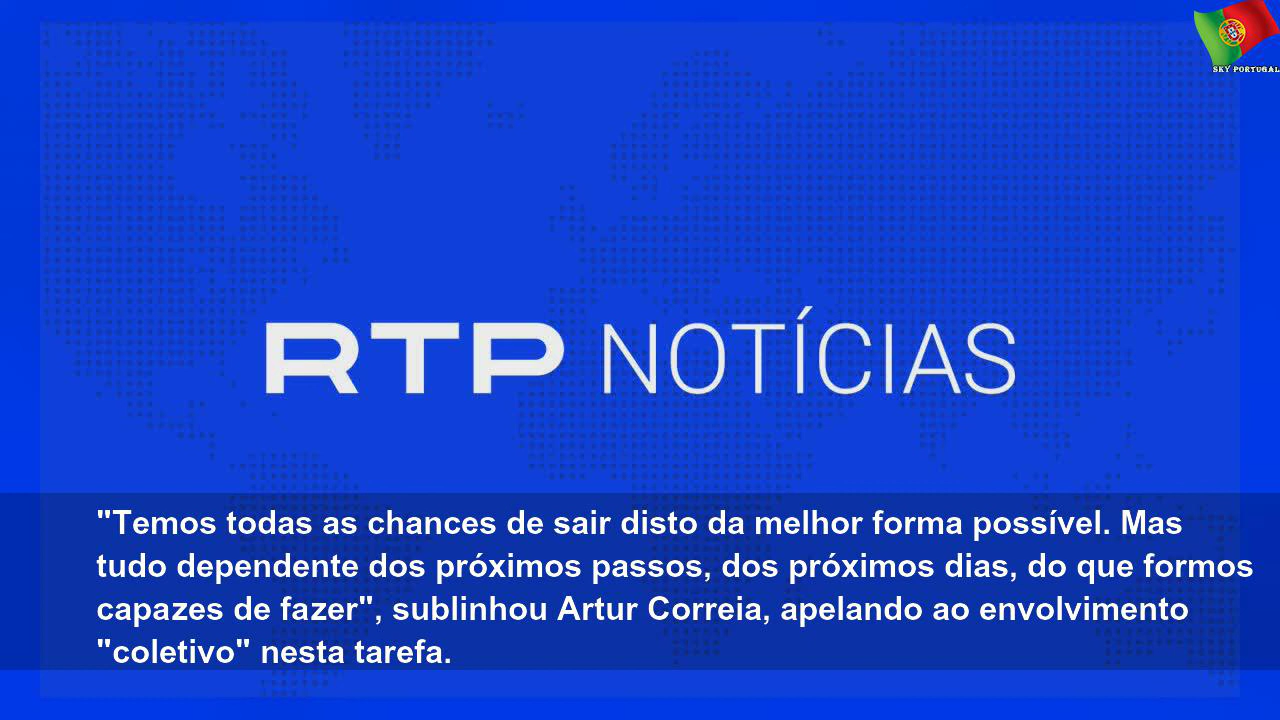 SKY PORTUGAL
RTP NOTÍCIAS
"Temos todas as chances de sair disto da melhor forma possível. Mas
tudo dependente dos próximos passos, dos próximos dias, do que formos
capazes de fazer", sublinhou Artur Correia, apelando ao envolvimento
"coletivo" nesta tarefa.